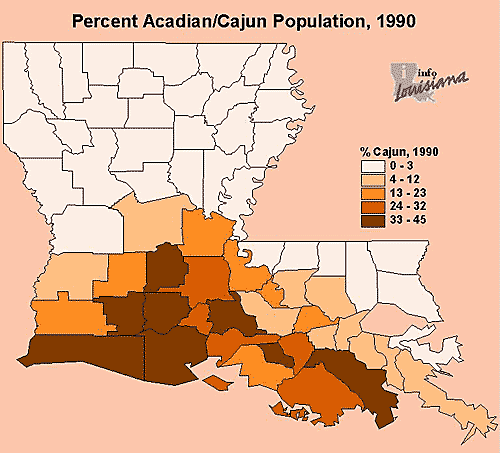 Percent Acadian/Cajun Population, 1990
i
info
Louisiana
% Cajun, 1990
0 - 3
4 - 12
13 - 23
24 - 32
33 - 45